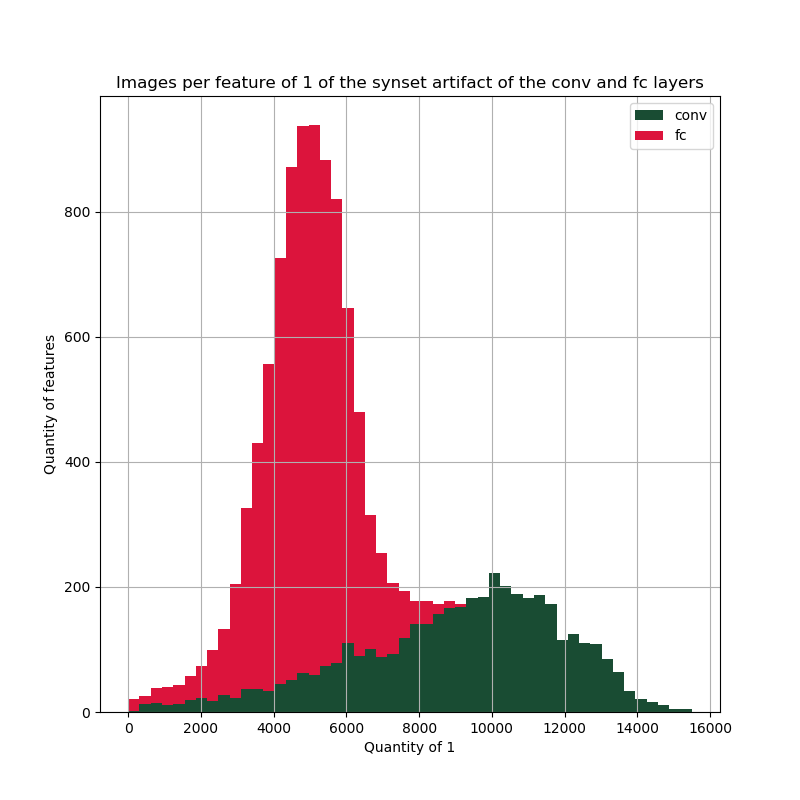 Images per feature of 1 of the synset artifact of the conv and fc layers
conv
fc
800
600
400
200
0
Quantity of features
0 2000 4000 6000 8000 10000 12000 14000 16000
Quantity of 1